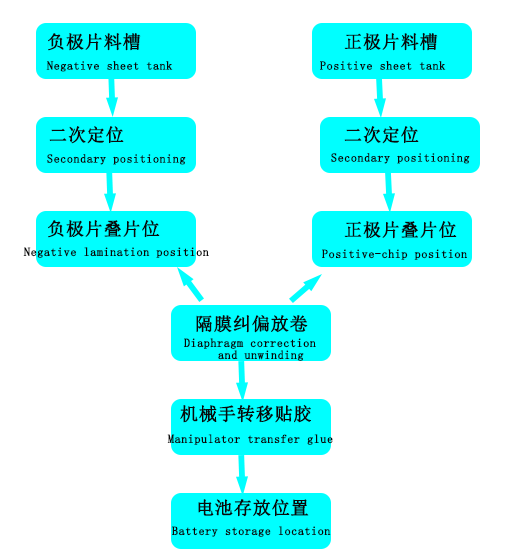 负极片料槽
Negative sheet tank
正极片料槽
Positive sheet tank
二次定位
Secondary positioning
二次定位
Secondary positioning
负极片叠片位
Negative lamination position
正极片叠片位
Positive-chip position
隔膜纠偏放卷
Diaphragm correction
and unwinding
机械手转移贴胶
Manipulator transfer glue
电池存放位置
Battery storage location